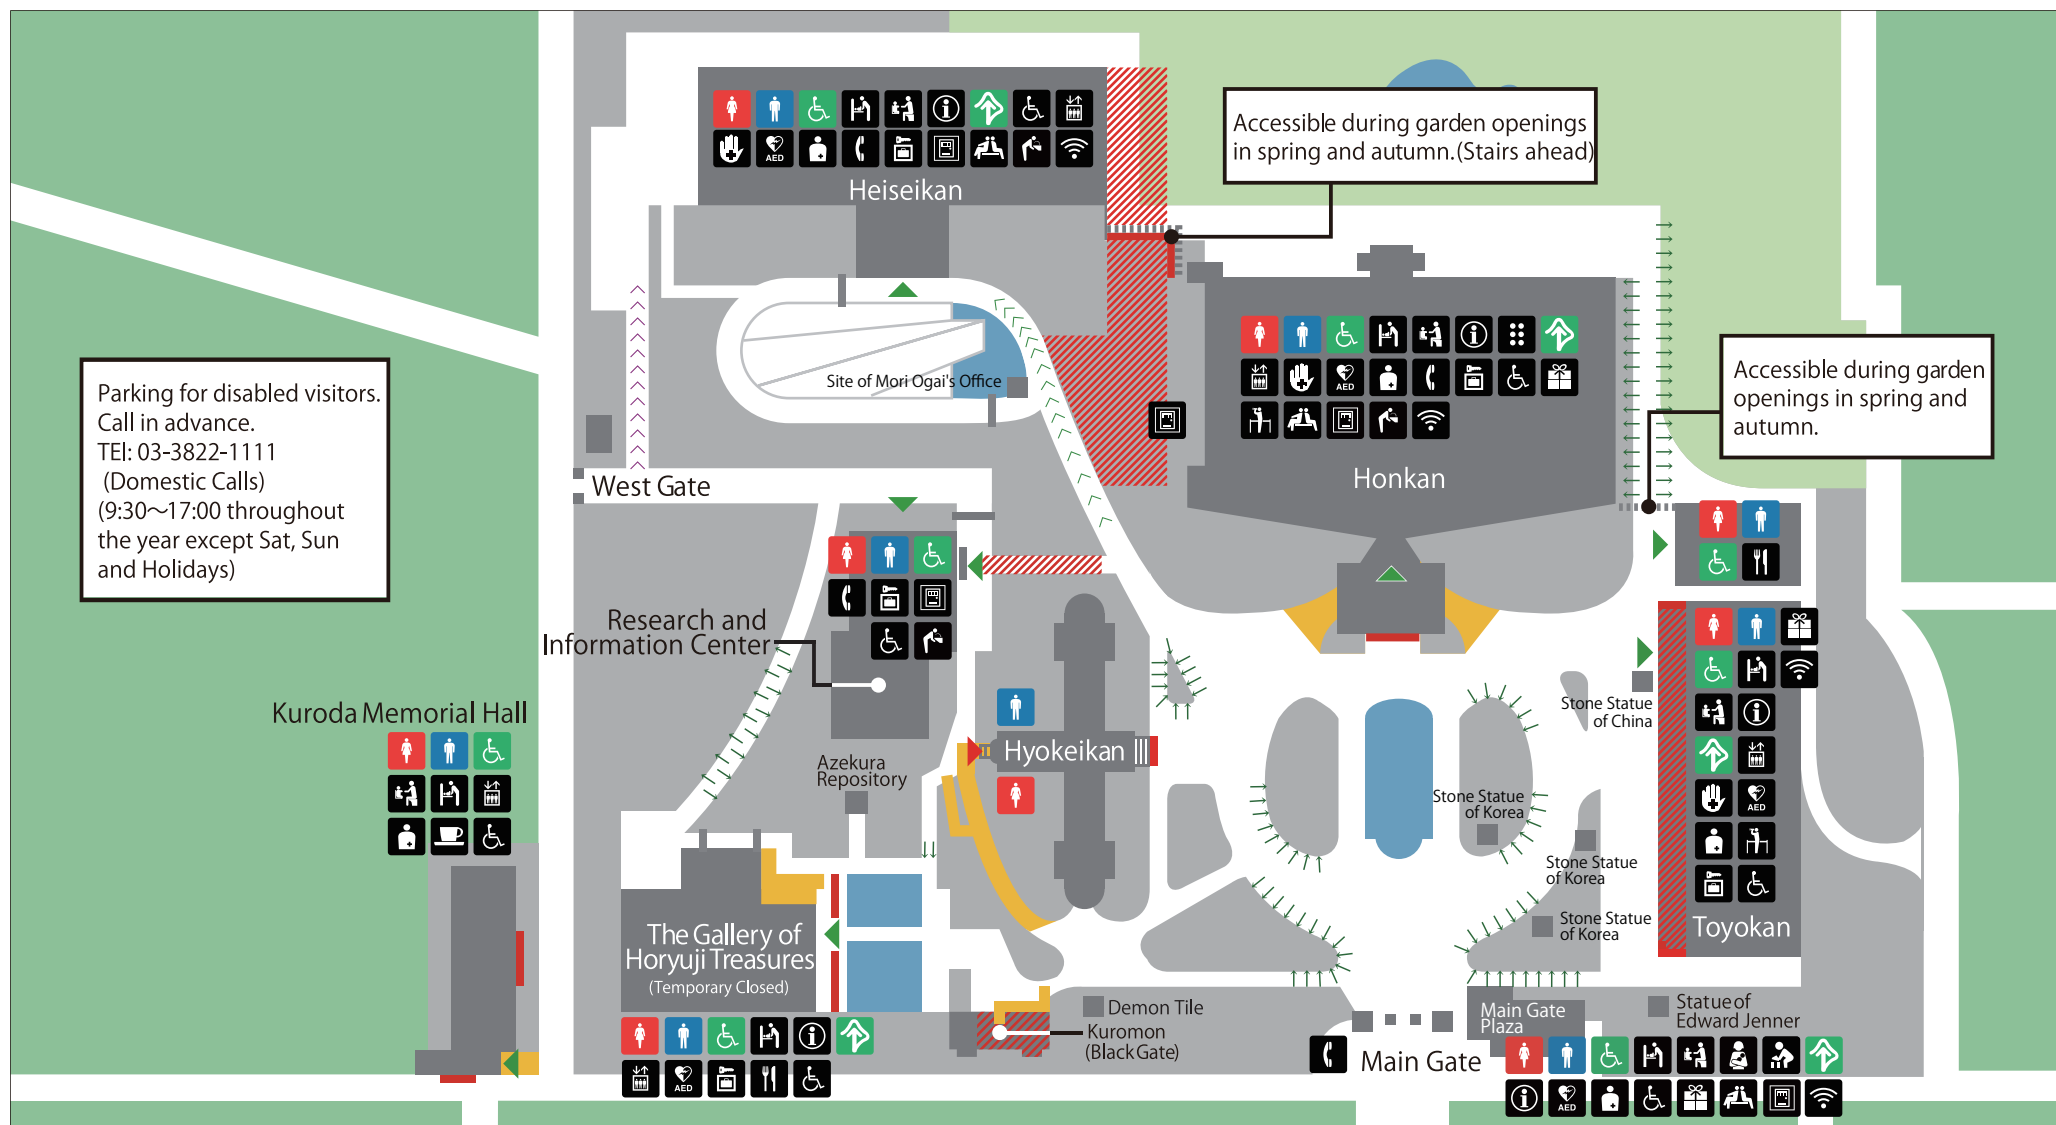 AED
Heiseikan
Accessible during garden openings
in spring and autumn.(Stairs ahead)
Site of Mori Ogai's Office
AED
Honkan
Accessible during garden
openings in spring and
autumn.
Parking for disabled visitors.
Call in advance.
TEl: 03-3822-1111
(Domestic Calls)
(9:30～17:00 throughout
the year except Sat, Sun
and Holidays)
West Gate
Research and
Information Center
Kuroda Memorial Hall
Azekura
Repository
Hyokeikan
Stone Statue
of China
Stone Statue
of Korea
Stone Statue
of Korea
Stone Statue
of Korea
AED
Toyokan
The Gallery of
Horyuji Treasures
(Temporary Closed)
AED
Demon Tile
Kuromon
(Black Gate)
Main Gate
Main Gate
Plaza
Statue of
Edward Jenner
AED